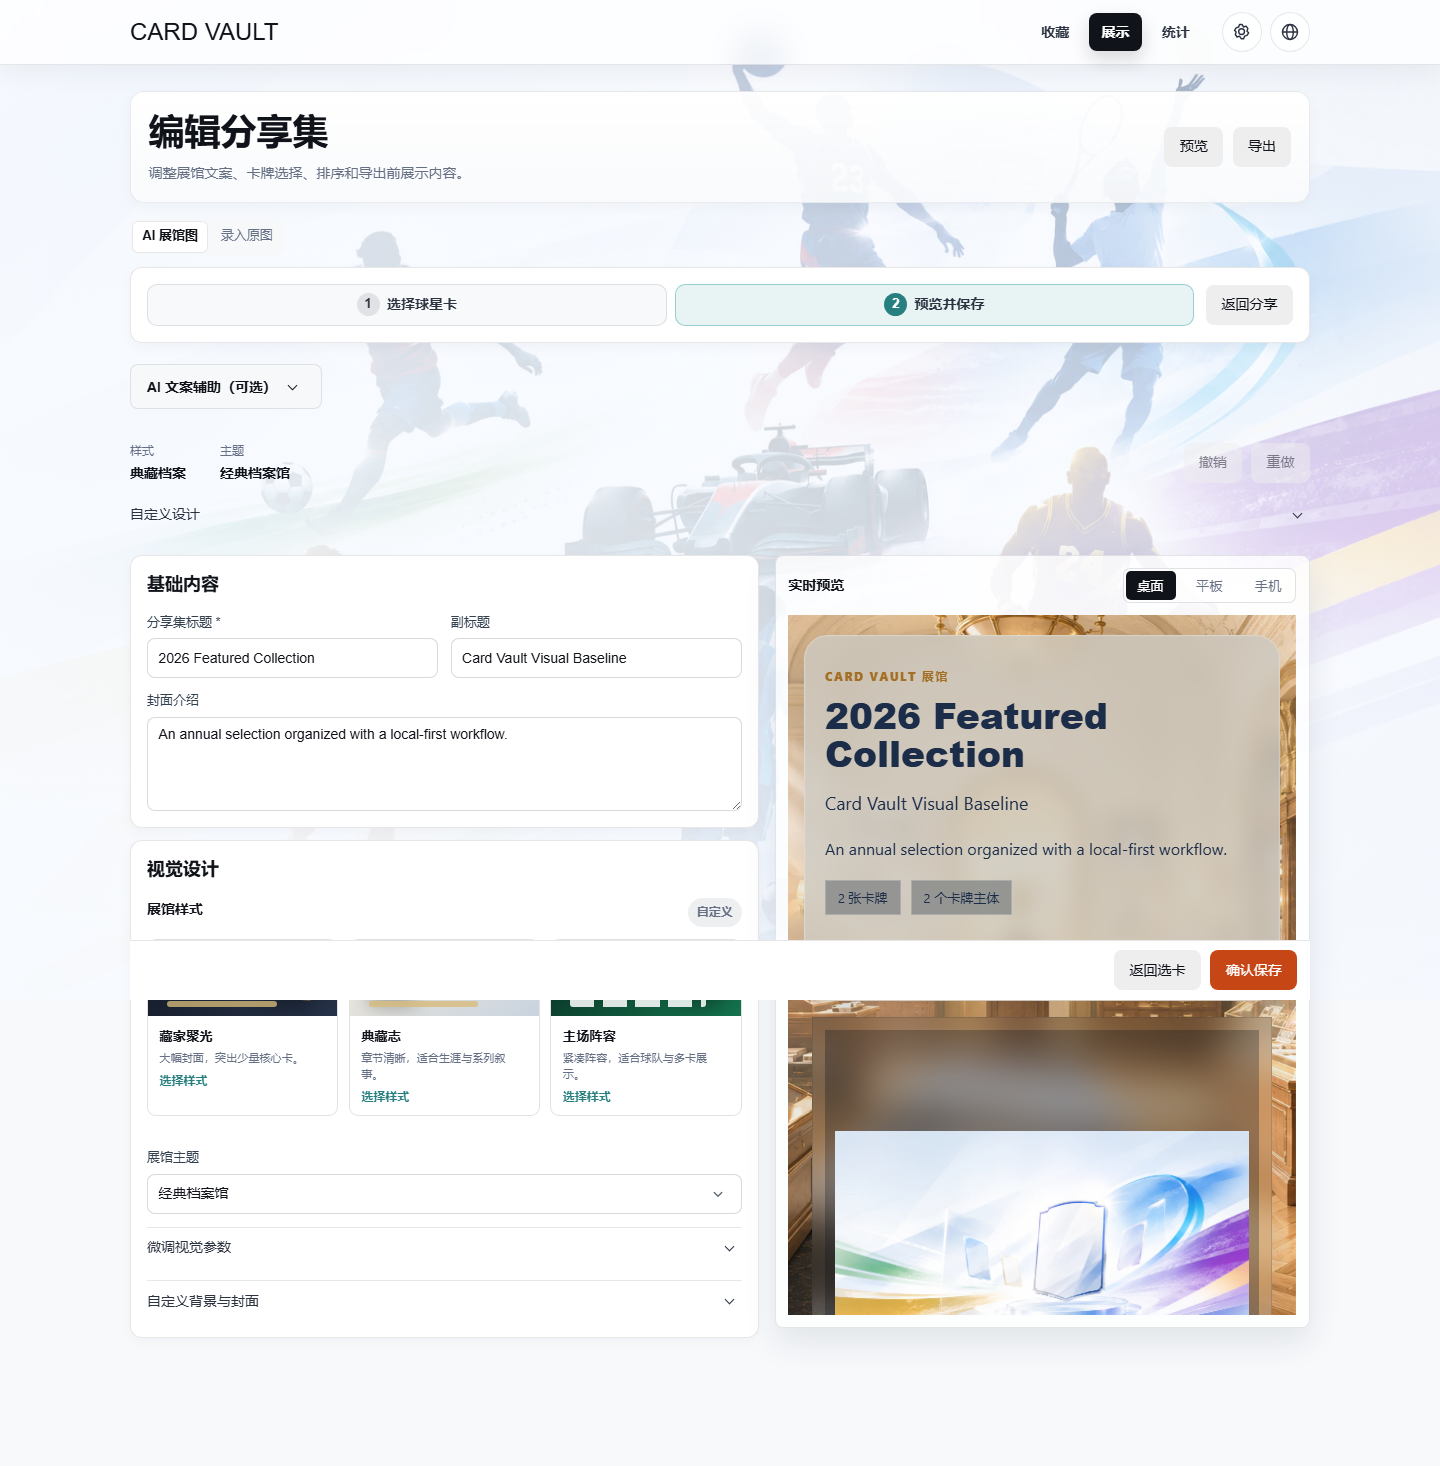 CARD VAULT
收藏
展示
统计
编辑分享集
调整展馆文案、卡牌选择、排序和导出前展示内容。
预览
导出
AI 展馆图
录入原图
1 选择球星卡
2 预览并保存
返回分享
AI 文案辅助（可选）
样式
典藏档案
主题
经典档案馆
撤销
重做
自定义设计
基础内容
分享集标题 *
副标题
2026 Featured Collection
Card Vault Visual Baseline
封面介绍
An annual selection organized with a local-first workflow.
视觉设计
展馆样式
自定义
藏家聚光
大幅封面，突出少量核心卡。
选择样式
典藏志
章节清晰，适合生涯与系列叙
事。
选择样式
主场阵容
紧凑阵容，适合球队与多卡展
示。
选择样式
展馆主题
经典档案馆
微调视觉参数
自定义背景与封面
实时预览
桌面
平板
手机
CARD VAULT 展馆
2026 Featured
Collection
Card Vault Visual Baseline
An annual selection organized with a local-first workflow.
2 张卡牌
2 个卡牌主体
返回选卡
确认保存
23
24